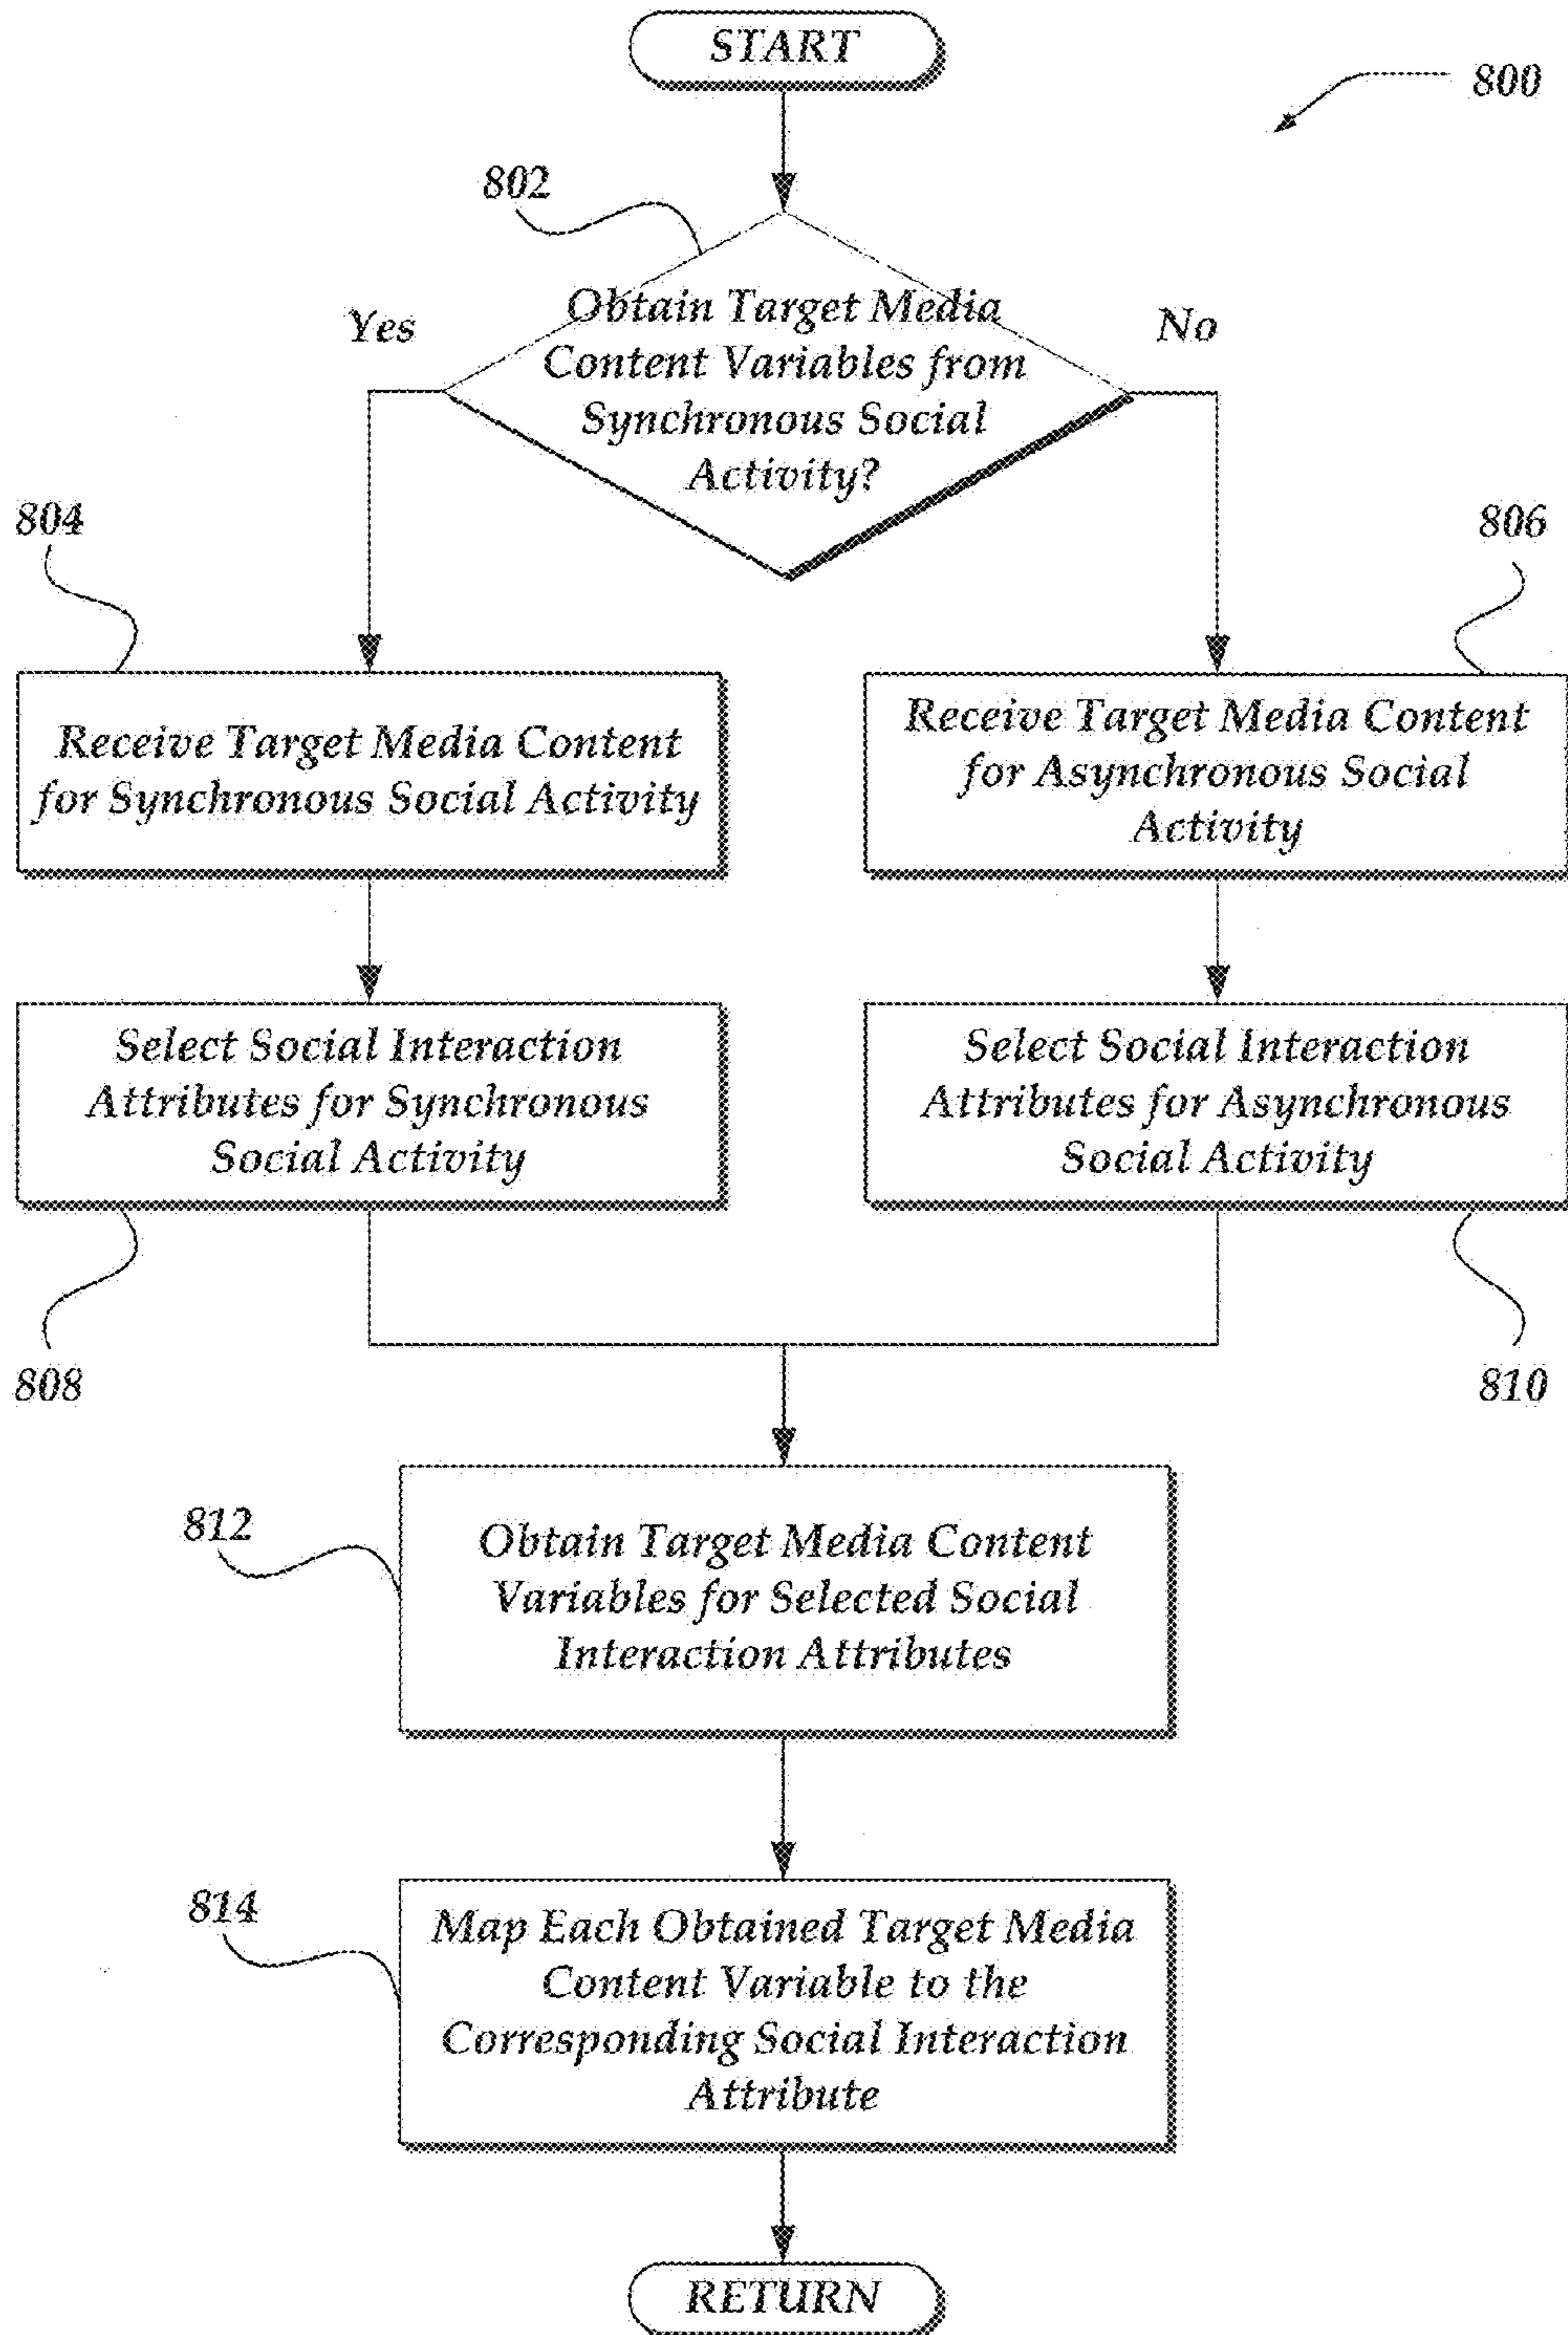 START
800
802
Yes
No
Obtain Target Media
Content Variables from
Synchronous Social
Activity?
804
806
Receive Target Media Content
for Synchronous Social Activity
Receive Target Media Content
for Asynchronous Social
Activity
Select Social Interaction
Attributes for Synchronous
Social Activity
Select Social Interaction
Attributes for Asynchronous
Social Activity
808
810
812
Obtain Target Media Content
Variables for Selected Social
Interaction Attributes
814
Map Each Obtained Target Media
Content Variable to the
Corresponding Social Interaction
Attribute
RETURN